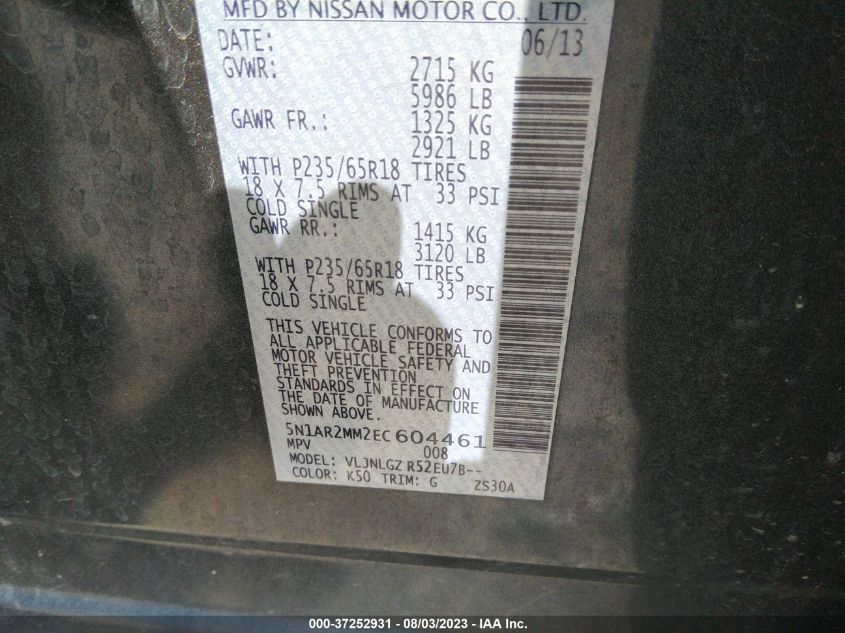 MFD BY NISSAN MOTOR CO., LTD.
DATE: 06/13
GVWR: 2715 KG
5986 LB
GAWR FR.: 1325 KG
2921 LB
WITH P235/65R18 TIRES
18 X 7.5 RIMS AT 33 PSI
COLD SINGLE
GAWR RR.: 1415 KG
3120 LB
WITH P235/65R18 TIRES
18 X 7.5 RIMS AT 33 PSI
COLD SINGLE
THIS VEHICLE CONFORMS TO
ALL APPLICABLE FEDERAL
MOTOR VEHICLE SAFETY AND
THEFT PREVENTION
STANDARDS IN EFFECT ON
THE DATE OF MANUFACTURE
SHOWN ABOVE.
5N1AR2MM2EC604461
MPV 008
MODEL: VLJNLGZ R52EU7B--
COLOR: K50 TRIM: G ZS30A
000-37252931 - 08/03/2023 - IAA Inc.